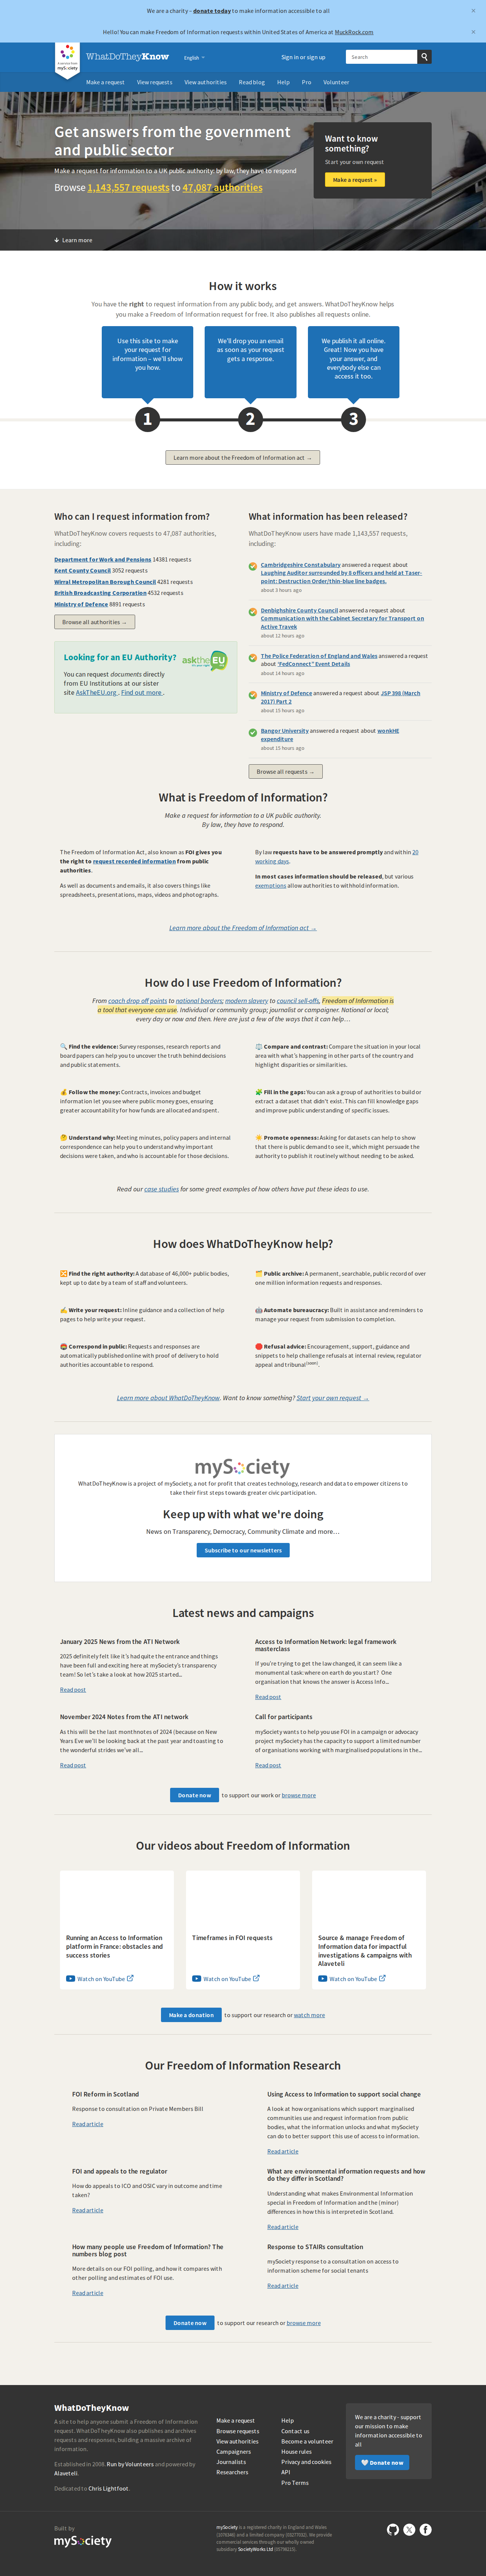 We are a charity – donate today to make information accessible to all
×
Hello! You can make Freedom of Information requests within United States of America at MuckRock.com
×
mySociety
WhatDoTheyKnow
English
Sign in or sign up
Search
Make a request
View requests
View authorities
Read blog
Help
Pro
Volunteer
Get answers from the government
and public sector
Make a request for information to a UK public authority: by law, they have to respond
Browse 1,143,557 requests to 47,087 authorities
Want to know
something?
Start your own request
Make a request »
Learn more
How it works
You have the right to request information from any public body, and get answers. WhatDoTheyKnow helps
you make a Freedom of Information request for free. It also publishes all requests online.
Use this site to make
your request for
information – we'll show
you how.
We'll drop you an email
as soon as your request
gets a response.
We publish it all online.
Great! Now you have
your answer, and
everybody else can
access it too.
1
2
3
Learn more about the Freedom of Information act →
Who can I request information from?
WhatDoTheyKnow covers requests to 47,087 authorities,
including:
Department for Work and Pensions 14381 requests
Kent County Council 3052 requests
Wirral Metropolitan Borough Council 4281 requests
British Broadcasting Corporation 4532 requests
Ministry of Defence 8891 requests
Browse all authorities →
Looking for an EU Authority?
asktheEU
You can request documents directly
from EU Institutions at our sister
site AskTheEU.org . Find out more .
What information has been released?
WhatDoTheyKnow users have made 1,143,557 requests,
including:
Cambridgeshire Constabulary answered a request about
Laughing Auditor surrounded by 8 officers and held at Taser-
point: Destruction Order/thin-blue line badges.
about 3 hours ago
Denbighshire County Council answered a request about
Communication with the Cabinet Secretary for Transport on
Active Travek
about 12 hours ago
The Police Federation of England and Wales answered a request
about 'FedConnect" Event Details
about 14 hours ago
Ministry of Defence answered a request about JSP 398 (March
2017) Part 2
about 15 hours ago
Bangor University answered a request about wonkHE
expenditure
about 15 hours ago
Browse all requests →
What is Freedom of Information?
Make a request for information to a UK public authority.
By law, they have to respond.
The Freedom of Information Act, also known as FOI gives you
the right to request recorded information from public
authorities.
As well as documents and emails, it also covers things like
spreadsheets, presentations, maps, videos and photographs.
By law requests have to be answered promptly and within 20
working days.
In most cases information should be released, but various
exemptions allow authorities to withhold information.
Learn more about the Freedom of Information act →
How do I use Freedom of Information?
From coach drop off points to national borders; modern slavery to council sell-offs, Freedom of Information is
a tool that everyone can use. Individual or community group; journalist or campaigner. National or local;
every day or now and then. Here are just a few of the ways that it can help…
🔍 Find the evidence: Survey responses, research reports and
board papers can help you to uncover the truth behind decisions
and public statements.
⚖️ Compare and contrast: Compare the situation in your local
area with what's happening in other parts of the country and
highlight disparities or similarities.
💰 Follow the money: Contracts, invoices and budget
information let you see where public money goes, ensuring
greater accountability for how funds are allocated and spent.
🧩 Fill in the gaps: You can ask a group of authorities to build or
extract a dataset that didn't exist. This can fill knowledge gaps
and improve public understanding of specific issues.
🤔 Understand why: Meeting minutes, policy papers and internal
correspondence can help you to understand why important
decisions were taken, and who is accountable for those decisions.
☀️ Promote openness: Asking for datasets can help to show
that there is public demand to see it, which might persuade the
authority to publish it routinely without needing to be asked.
Read our case studies for some great examples of how others have put these ideas to use.
How does WhatDoTheyKnow help?
🔀 Find the right authority: A database of 46,000+ public bodies,
kept up to date by a team of staff and volunteers.
🗂️ Public archive: A permanent, searchable, public record of over
one million information requests and responses.
✍️ Write your request: Inline guidance and a collection of help
pages to help write your request.
🤖 Automate bureaucracy: Built in assistance and reminders to
manage your request from submission to completion.
📯 Correspond in public: Requests and responses are
automatically published online with proof of delivery to hold
authorities accountable to respond.
🛑 Refusal advice: Encouragement, support, guidance and
snippets to help challenge refusals at internal review, regulator
appeal and tribunal(soon).
Learn more about WhatDoTheyKnow. Want to know something? Start your own request →
mySociety
WhatDoTheyKnow is a project of mySociety, a not for profit that creates technology, research and data to empower citizens to
take their first steps towards greater civic participation.
Keep up with what we're doing
News on Transparency, Democracy, Community Climate and more…
Subscribe to our newsletters
Latest news and campaigns
January 2025 News from the ATI Network
2025 definitely felt like it's had quite the entrance and things
have been full and exciting here at mySociety's transparency
team! So let's take a look at how 2025 started...
Read post
Access to Information Network: legal framework
masterclass
If you're trying to get the law changed, it can seem like a
monumental task: where on earth do you start? One
organisation that knows the answer is Access Info...
Read post
November 2024 Notes from the ATI network
As this will be the last monthnotes of 2024 (because on New
Years Eve we'll be looking back at the past year and toasting to
the wonderful strides we've all...
Read post
Call for participants
mySociety wants to help you use FOI in a campaign or advocacy
project mySociety has the capacity to support a limited number
of organisations working with marginalised populations in the...
Read post
Donate now to support our work or browse more
Our videos about Freedom of Information
Running an Access to Information
platform in France: obstacles and
success stories
Watch on YouTube
Timeframes in FOI requests
Watch on YouTube
Source & manage Freedom of
Information data for impactful
investigations & campaigns with
Alaveteli
Watch on YouTube
Make a donation to support our research or watch more
Our Freedom of Information Research
FOI Reform in Scotland
Response to consultation on Private Members Bill
Read article
Using Access to Information to support social change
A look at how organisations which support marginalised
communities use and request information from public
bodies, what the information unlocks and what mySociety
can do to better support this use of access to information.
Read article
FOI and appeals to the regulator
How do appeals to ICO and OSIC vary in outcome and time
taken?
Read article
What are environmental information requests and how
do they differ in Scotland?
Understanding what makes Environmental Information
special in Freedom of Information and the (minor)
differences in how this is interpreted in Scotland.
Read article
How many people use Freedom of Information? The
numbers blog post
More details on our FOI polling, and how it compares with
other polling and estimates of FOI use.
Read article
Response to STAIRs consultation
mySociety response to a consultation on access to
information scheme for social tenants
Read article
Donate now to support our research or browse more
WhatDoTheyKnow
A site to help anyone submit a Freedom of Information
request. WhatDoTheyKnow also publishes and archives
requests and responses, building a massive archive of
information.
Established in 2008. Run by Volunteers and powered by
Alaveteli.
Dedicated to Chris Lightfoot.
Make a request
Browse requests
View authorities
Campaigners
Journalists
Researchers
Help
Contact us
Become a volunteer
House rules
Privacy and cookies
API
Pro Terms
We are a charity - support
our mission to make
information accessible to
all
Donate now
Built by
mySociety
mySociety is a registered charity in England and Wales
(1076346) and a limited company (03277032). We provide
commercial services through our wholly owned
subsidiary SocietyWorks Ltd (05798215).